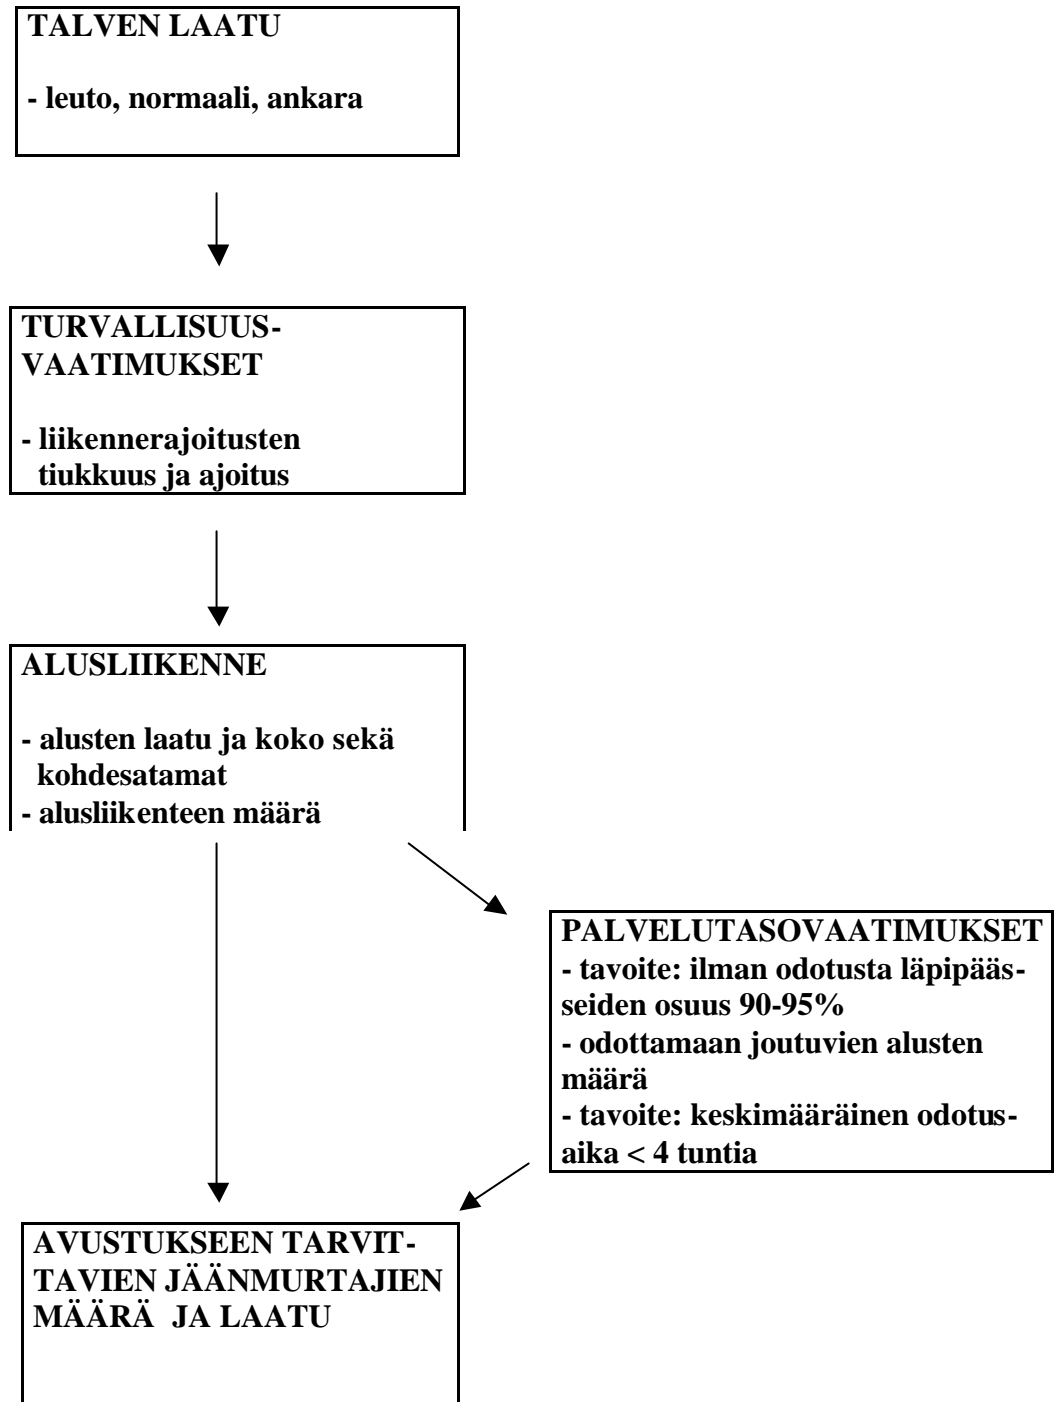 TALVEN LAATU
- leuto, normaali, ankara
TURVALLISUUS-
VAATIMUKSET
- liikennerajoitusten
tiukkuus ja ajoitus
ALUSLIIKENNE
- alusten laatu ja koko sekä
kohdesatamat
- alusliikenteen määrä
PALVELUTASOVAATIMUKSET
- tavoite: ilman odotusta läpipääs-
seiden osuus 90-95%
- odottamaan joutuvien alusten
määrä
- tavoite: keskimääräinen odotus-
aika < 4 tuntia
AVUSTUKSEEN TARVIT-
TAVIEN JÄÄNMURTAJIEN
MÄÄRÄ JA LAATU